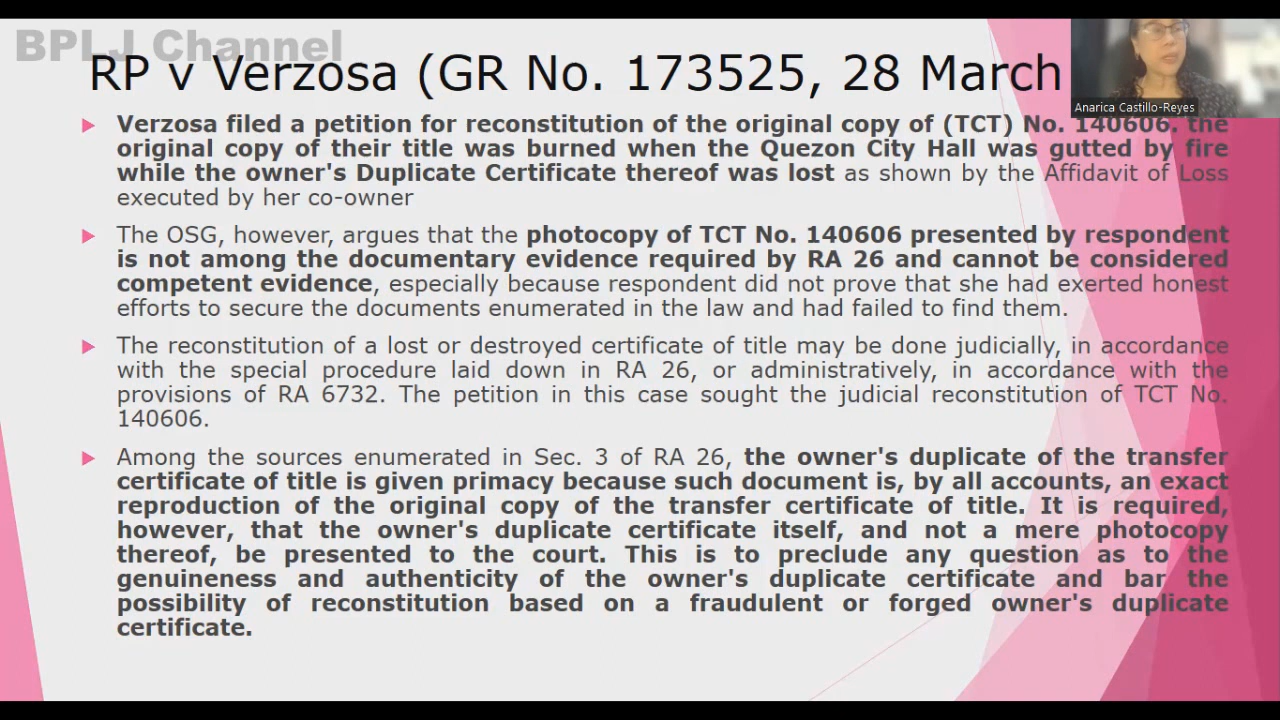 BPLJ Channel
RP v Verzosa (GR No. 173525, 28 March
Anarica Castillo-Reyes
Verzosa filed a petition for reconstitution of the original copy of (TCT) No. 140606. the
original copy of their title was burned when the Quezon City Hall was gutted by fire
while the owner's Duplicate Certificate thereof was lost as shown by the Affidavit of Loss
executed by her co-owner
The OSG, however, argues that the photocopy of TCT No. 140606 presented by respondent
is not among the documentary evidence required by RA 26 and cannot be considered
competent evidence, especially because respondent did not prove that she had exerted honest
efforts to secure the documents enumerated in the law and had failed to find them.
The reconstitution of a lost or destroyed certificate of title may be done judicially, in accordance
with the special procedure laid down in RA 26, or administratively, in accordance with the
provisions of RA 6732. The petition in this case sought the judicial reconstitution of TCT No.
140606.
Among the sources enumerated in Sec. 3 of RA 26, the owner's duplicate of the transfer
certificate of title is given primacy because such document is, by all accounts, an exact
reproduction of the original copy of the transfer certificate of title. It is required,
however, that the owner's duplicate certificate itself, and not a mere photocopy
thereof, be presented to the court. This is to preclude any question as to the
genuineness and authenticity of the owner's duplicate certificate and bar the
possibility of reconstitution based on a fraudulent or forged owner's duplicate
certificate.